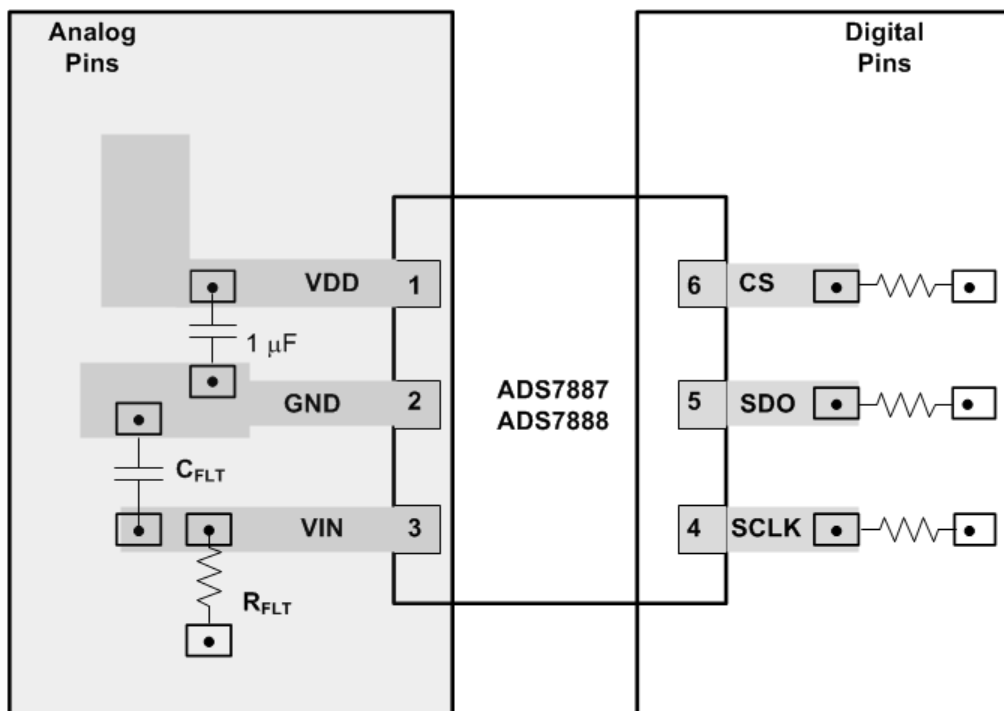 Analog
Pins
Digital
Pins
VDD
1
1 μF
GND
2
C_FLT
VIN
3
R_FLT
ADS7887
ADS7888
6
CS
5
SDO
4
SCLK